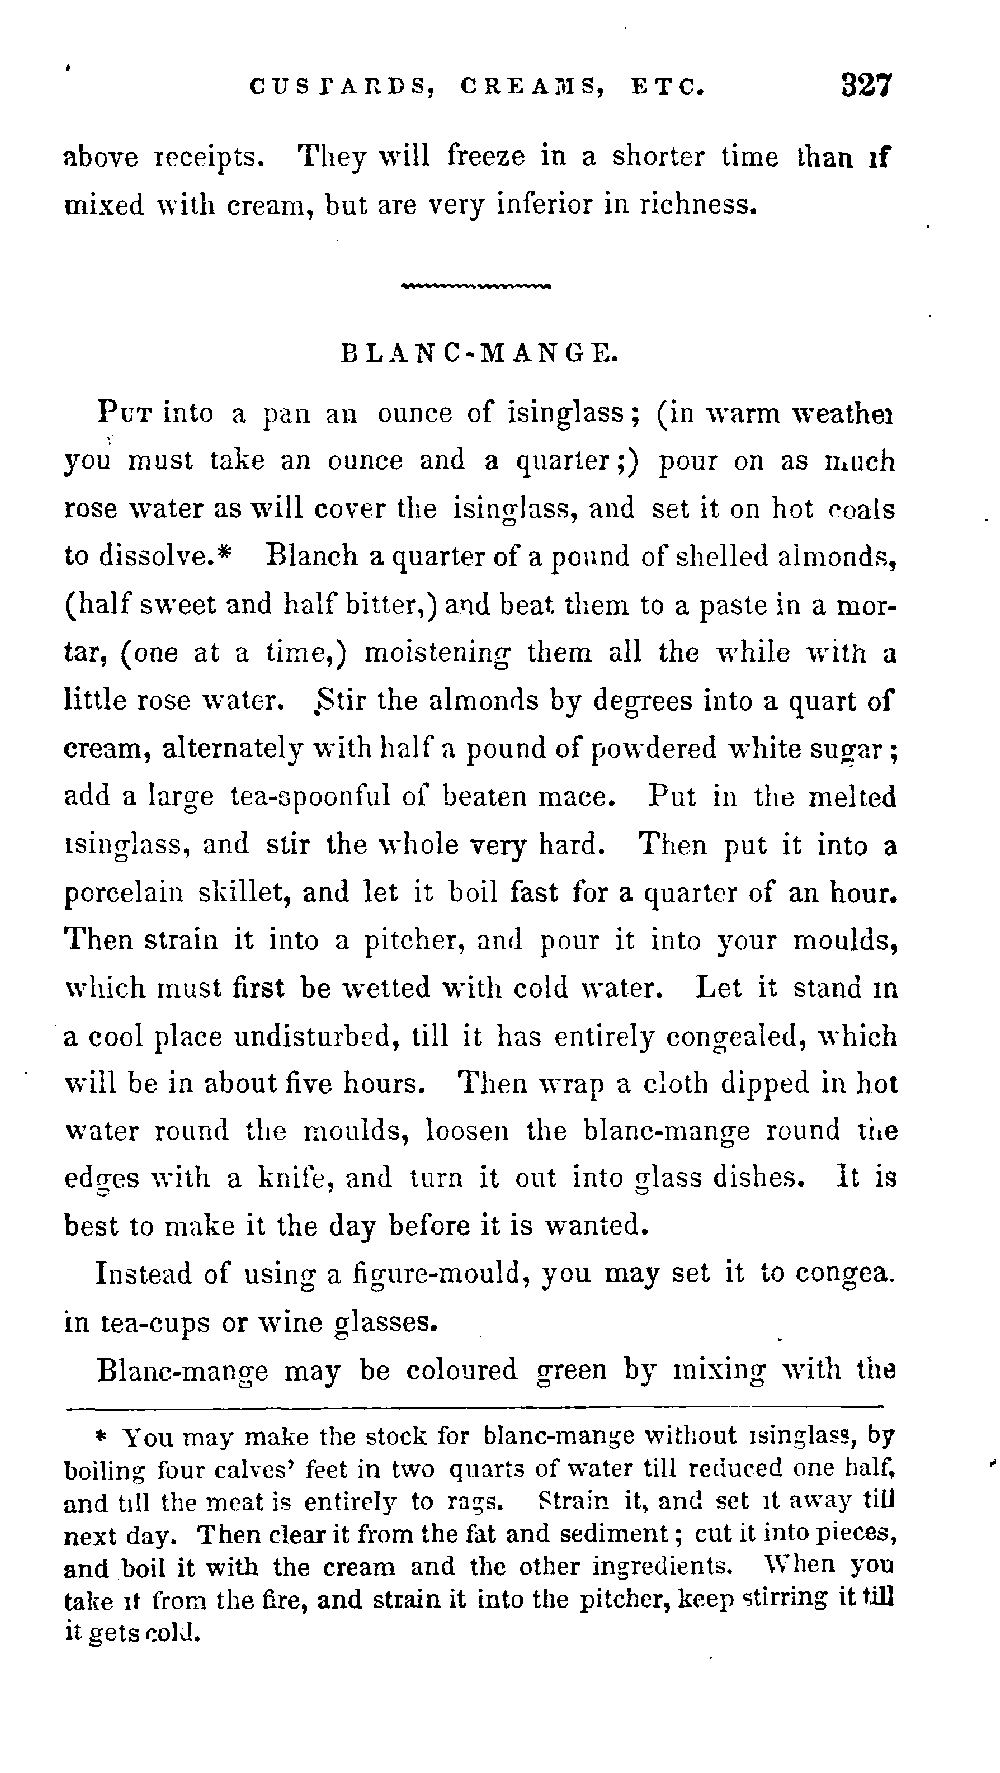 CUSTARDS, CREAMS, ETC. 327
above receipts. They will freeze in a shorter time than if
mixed with cream, but are very inferior in richness.
BLANC-MANGE.
PUT into a pan an ounce of isinglass; (in warm weather
you must take an ounce and a quarter;) pour on as much
rose water as will cover the isinglass, and set it on hot coals
to dissolve.* Blanch a quarter of a pound of shelled almonds,
(half sweet and half bitter,) and beat them to a paste in a mor-
tar, (one at a time,) moistening them all the while with a
little rose water. Stir the almonds by degrees into a quart of
cream, alternately with half a pound of powdered white sugar;
add a large tea-spoonful of beaten mace. Put in the melted
isinglass, and stir the whole very hard. Then put it into a
porcelain skillet, and let it boil fast for a quarter of an hour.
Then strain it into a pitcher, and pour it into your moulds,
which must first be wetted with cold water. Let it stand in
a cool place undisturbed, till it has entirely congealed, which
will be in about five hours. Then wrap a cloth dipped in hot
water round the moulds, loosen the blanc-mange round the
edges with a knife, and turn it out into glass dishes. It is
best to make it the day before it is wanted.
Instead of using a figure-mould, you may set it to congea.
in tea-cups or wine glasses.
Blanc-mange may be coloured green by mixing with the
* You may make the stock for blanc-mange without isinglass, by
boiling four calves' feet in two quarts of water till reduced one half,
and till the meat is entirely to rags. Strain it, and set it away till
next day. Then clear it from the fat and sediment; cut it into pieces,
and boil it with the cream and the other ingredients. When you
take it from the fire, and strain it into the pitcher, keep stirring it till
it gets cold.